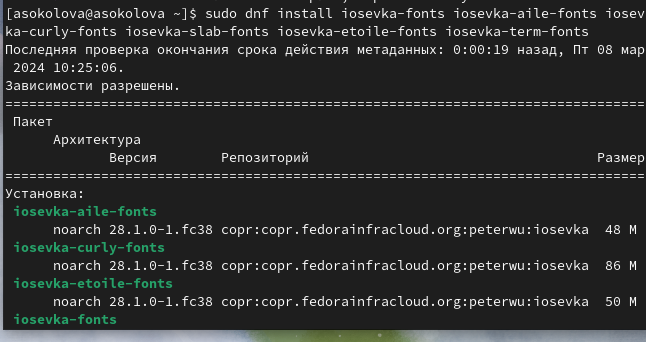 [asokolova@asokolova ~]$ sudo dnf install iosevka-fonts iosevka-aile-fonts iosev
ka-curly-fonts iosevka-slab-fonts iosevka-etoile-fonts iosevka-term-fonts
Последняя проверка окончания срока действия метаданных: 0:00:19 назад, Пт 08 мар
2024 10:25:06.
Зависимости разрешены.
================================================================================
Пакет
Архитектура
Версия Репозиторий Размер
================================================================================
Установка:
iosevka-aile-fonts
noarch 28.1.0-1.fc38 copr:copr.fedorainfracloud.org:peterwu:iosevka 48 M
iosevka-curly-fonts
noarch 28.1.0-1.fc38 copr:copr.fedorainfracloud.org:peterwu:iosevka 86 M
iosevka-etoile-fonts
noarch 28.1.0-1.fc38 copr:copr.fedorainfracloud.org:peterwu:iosevka 50 M
iosevka-fonts